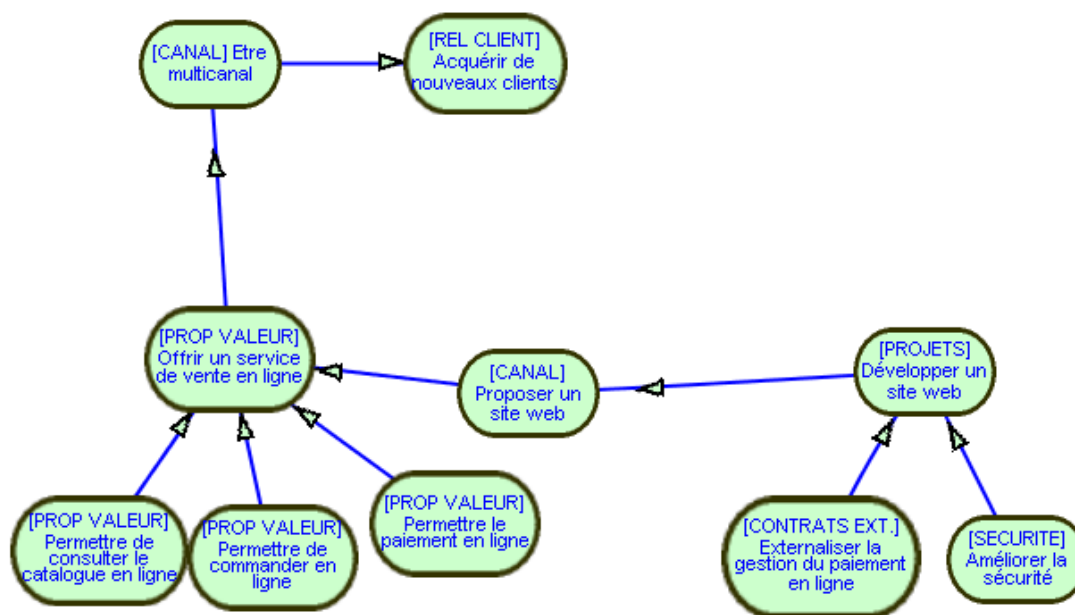 [CANAL] Etre
multicanal
[REL CLIENT]
Acquérir de
nouveaux clients
[PROP VALEUR]
Offrir un service
de vente en ligne
[CANAL]
Proposer un
site web
[PROJETS]
Développer un
site web
[PROP VALEUR]
Permettre de
consulter le
catalogue en ligne
[PROP VALEUR]
Permettre de
commander en
ligne
[PROP VALEUR]
Permettre le
paiement en ligne
[CONTRATS EXT.]
Externaliser la
gestion du paiement
en ligne
[SECURITE]
Améliorer la
sécurité